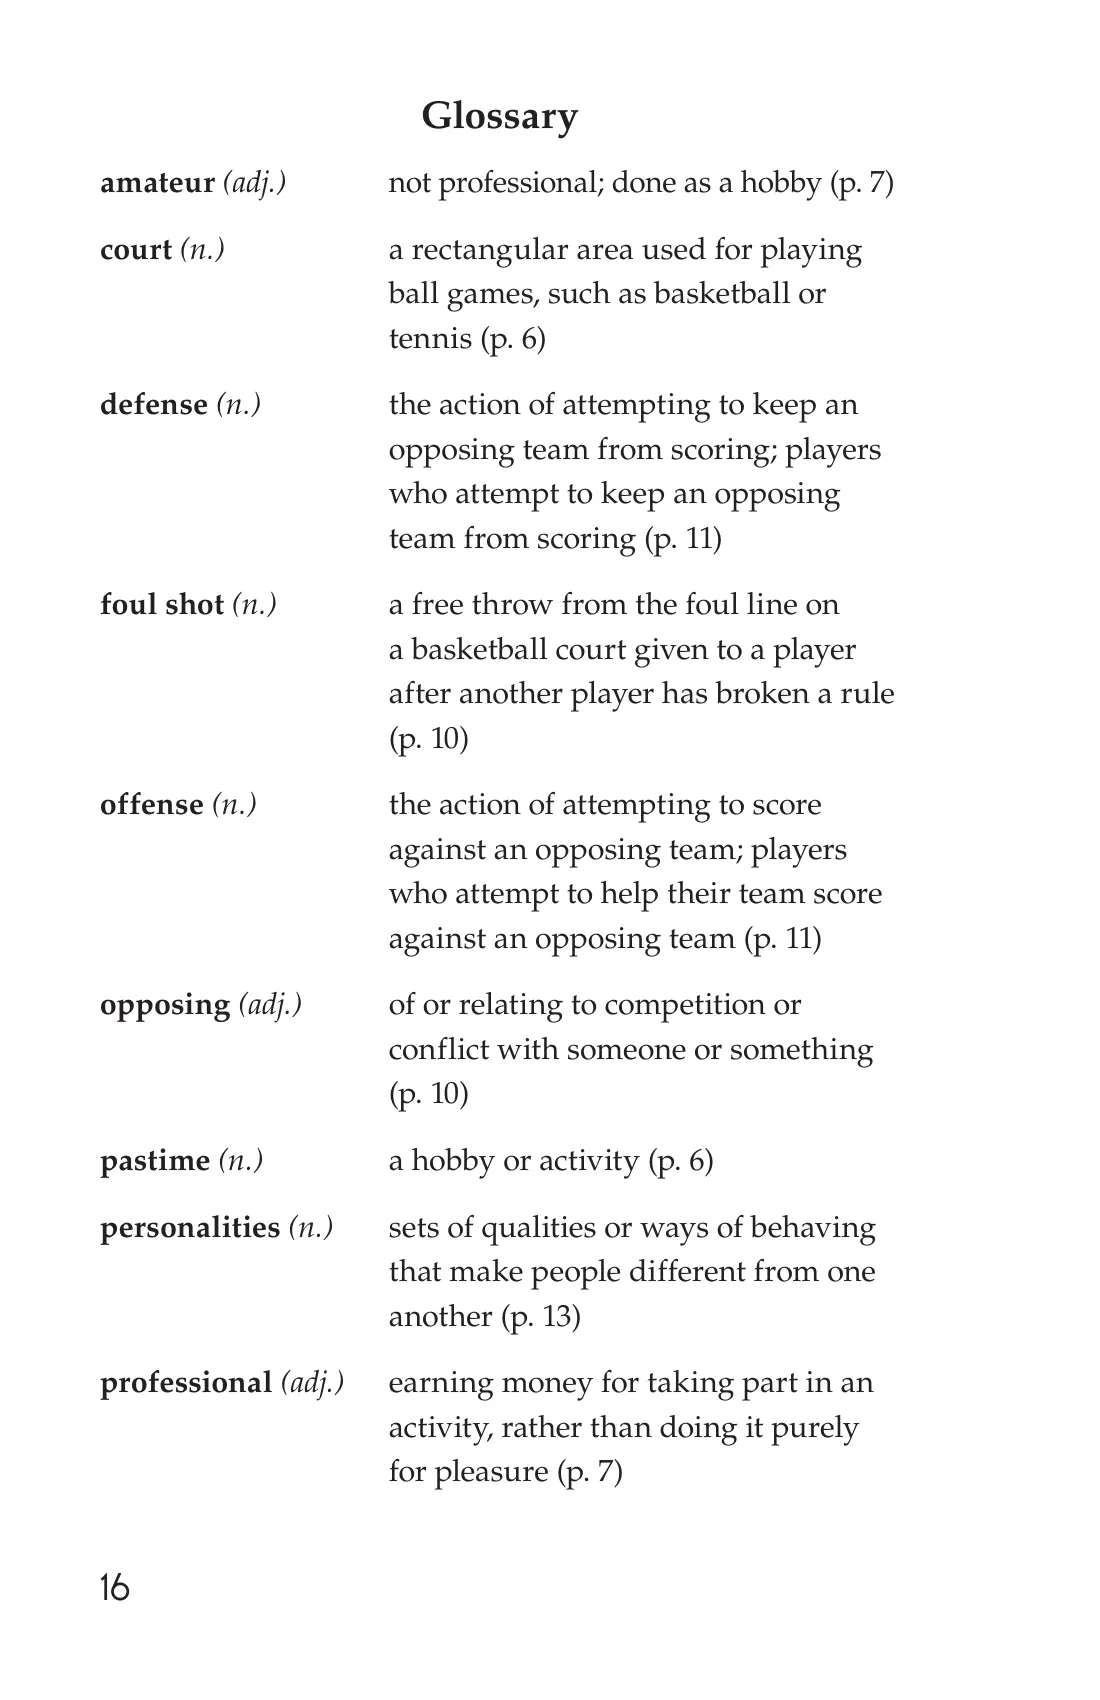 Glossary
amateur (adj.) not professional; done as a hobby (p. 7)
court (n.) a rectangular area used for playing
ball games, such as basketball or
tennis (p. 6)
defense (n.) the action of attempting to keep an
opposing team from scoring; players
who attempt to keep an opposing
team from scoring (p. 11)
foul shot (n.) a free throw from the foul line on
a basketball court given to a player
after another player has broken a rule
(p. 10)
offense (n.) the action of attempting to score
against an opposing team; players
who attempt to help their team score
against an opposing team (p. 11)
opposing (adj.) of or relating to competition or
conflict with someone or something
(p. 10)
pastime (n.) a hobby or activity (p. 6)
personalities (n.) sets of qualities or ways of behaving
that make people different from one
another (p. 13)
professional (adj.) earning money for taking part in an
activity, rather than doing it purely
for pleasure (p. 7)
16